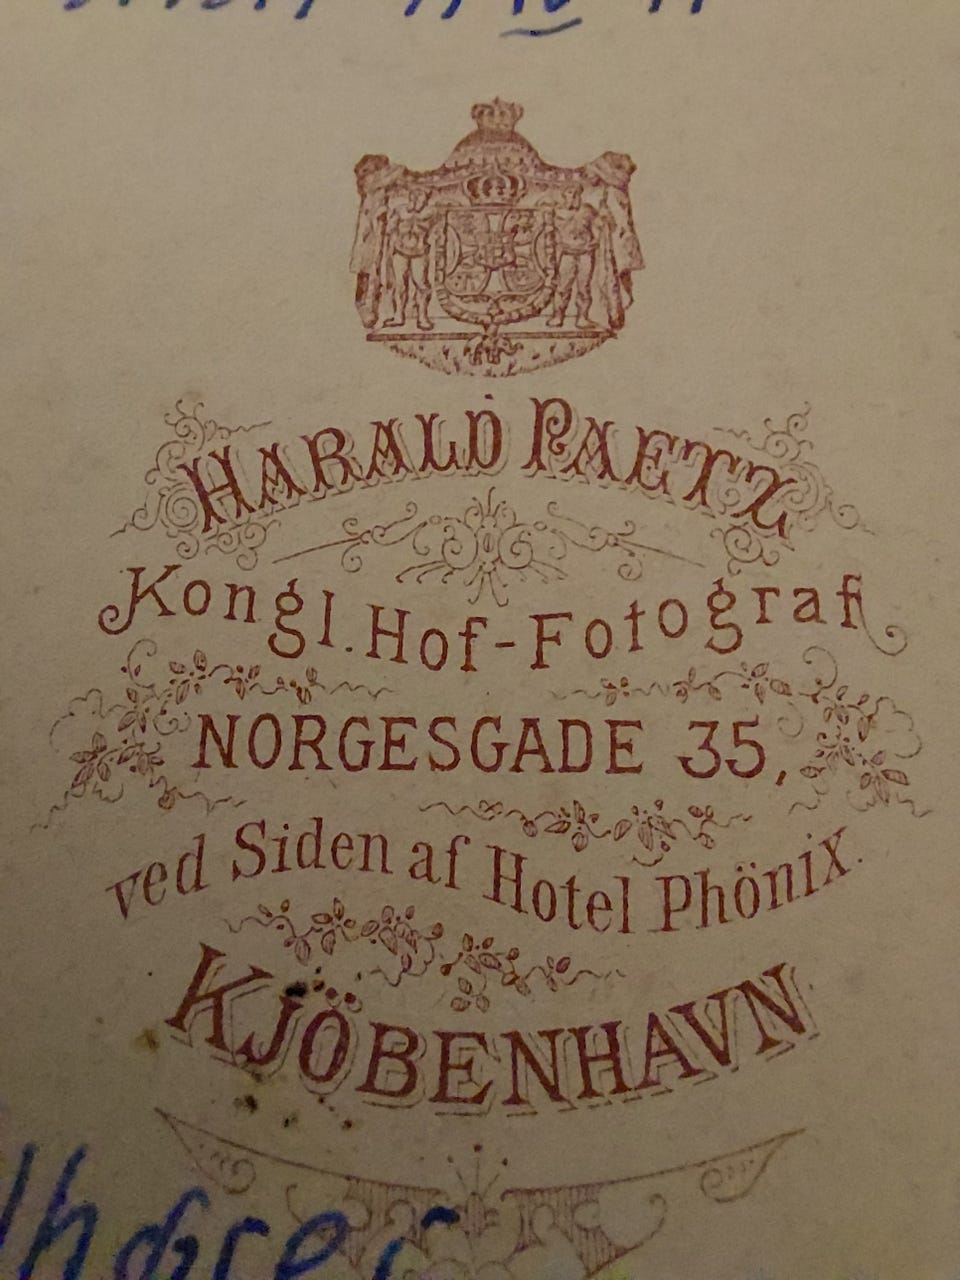 HARALD PAETZ
Kongl. Hof-Fotograf
NORGESGADE 35,
ved Siden af Hotel Phönix.
KJÖBENHAVN